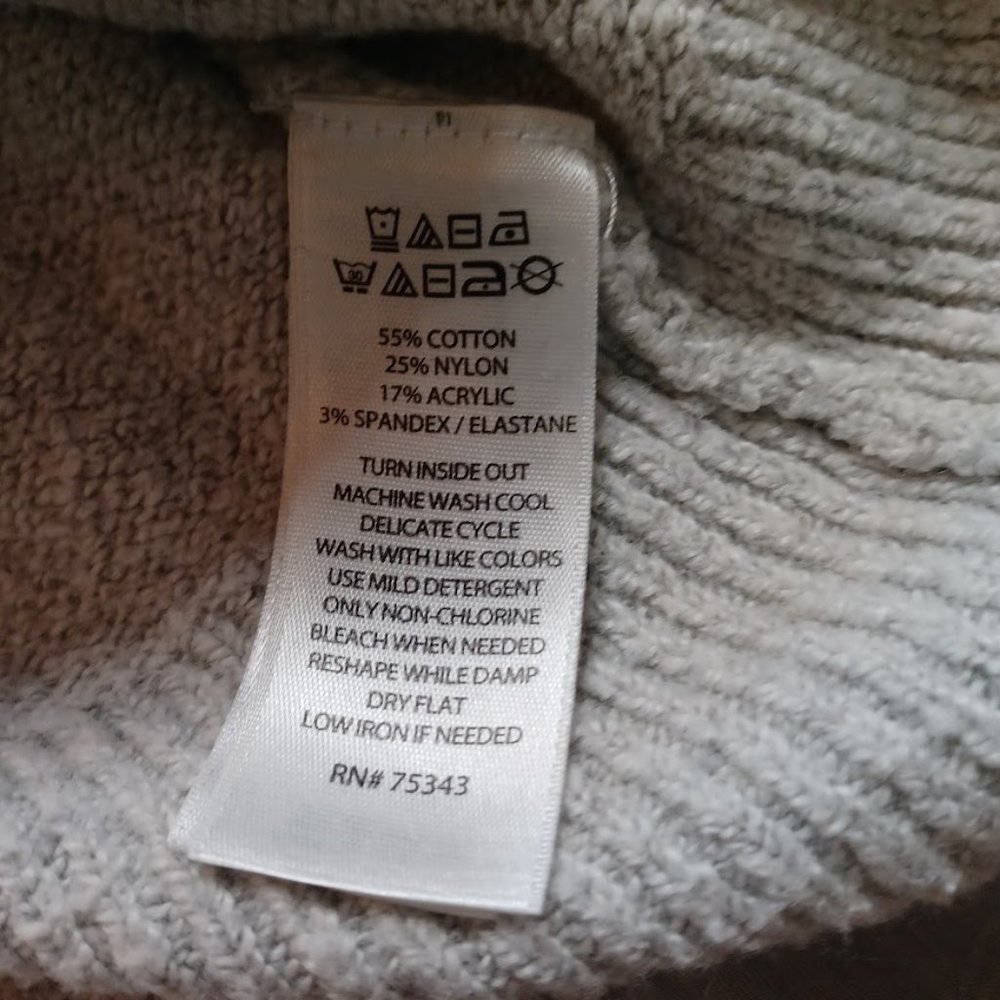 30
55% COTTON
25% NYLON
17% ACRYLIC
3% SPANDEX / ELASTANE
TURN INSIDE OUT
MACHINE WASH COOL
DELICATE CYCLE
WASH WITH LIKE COLORS
USE MILD DETERGENT
ONLY NON-CHLORINE
BLEACH WHEN NEEDED
RESHAPE WHILE DAMP
DRY FLAT
LOW IRON IF NEEDED
RN# 75343